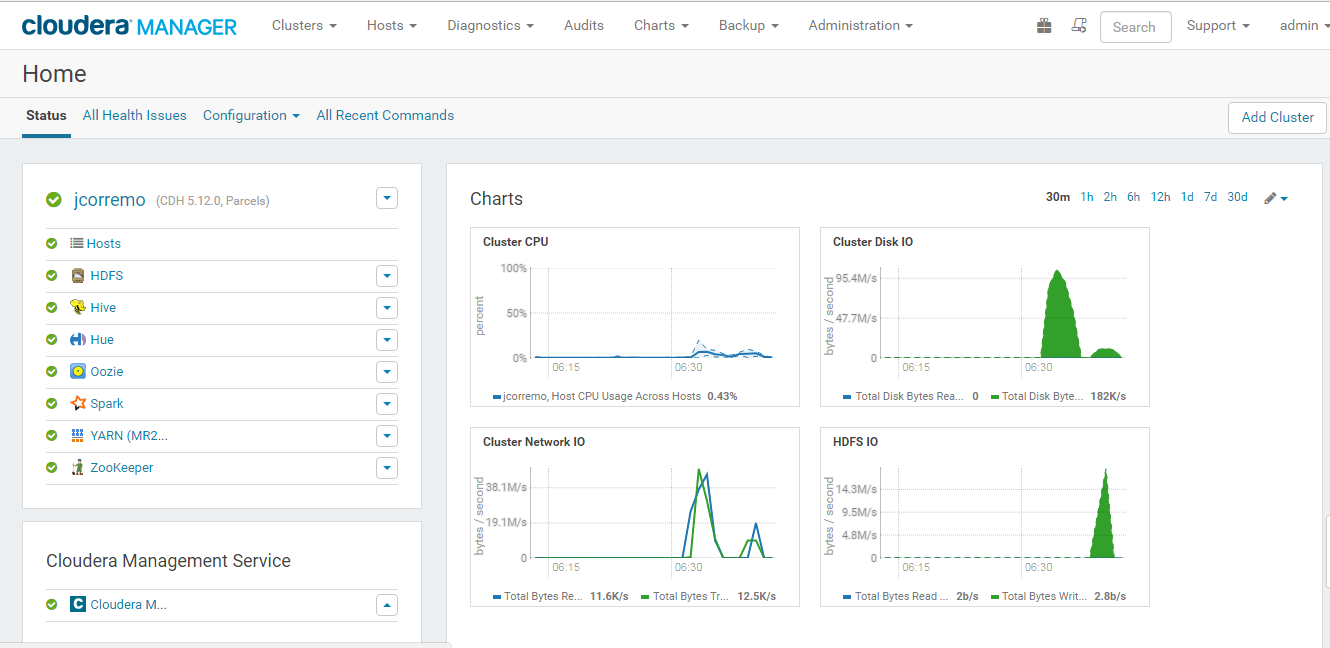 cloudera MANAGER Clusters Hosts Diagnostics Audits Charts Backup Administration Search Support admin
Home
Status All Health Issues Configuration All Recent Commands Add Cluster
jcorremo (CDH 5.12.0, Parcels)
Hosts
HDFS
Hive
Hue
Oozie
Spark
YARN (MR2...
ZooKeeper
Cloudera Management Service
Cloudera M...
Charts 30m 1h 2h 6h 12h 1d 7d 30d
Cluster CPU
percent
100%
50%
0%
06:15 06:30
jcorremo, Host CPU Usage Across Hosts 0.43%
Cluster Disk IO
bytes / second
95.4M/s
47.7M/s
0
06:15 06:30
Total Disk Bytes Rea... 0 Total Disk Byte... 182K/s
Cluster Network IO
bytes / second
38.1M/s
19.1M/s
0
06:15 06:30
Total Bytes Re... 11.6K/s Total Bytes Tr... 12.5K/s
HDFS IO
bytes / second
14.3M/s
9.5M/s
4.8M/s
0
06:15 06:30
Total Bytes Read ... 2b/s Total Bytes Writ... 2.8b/s